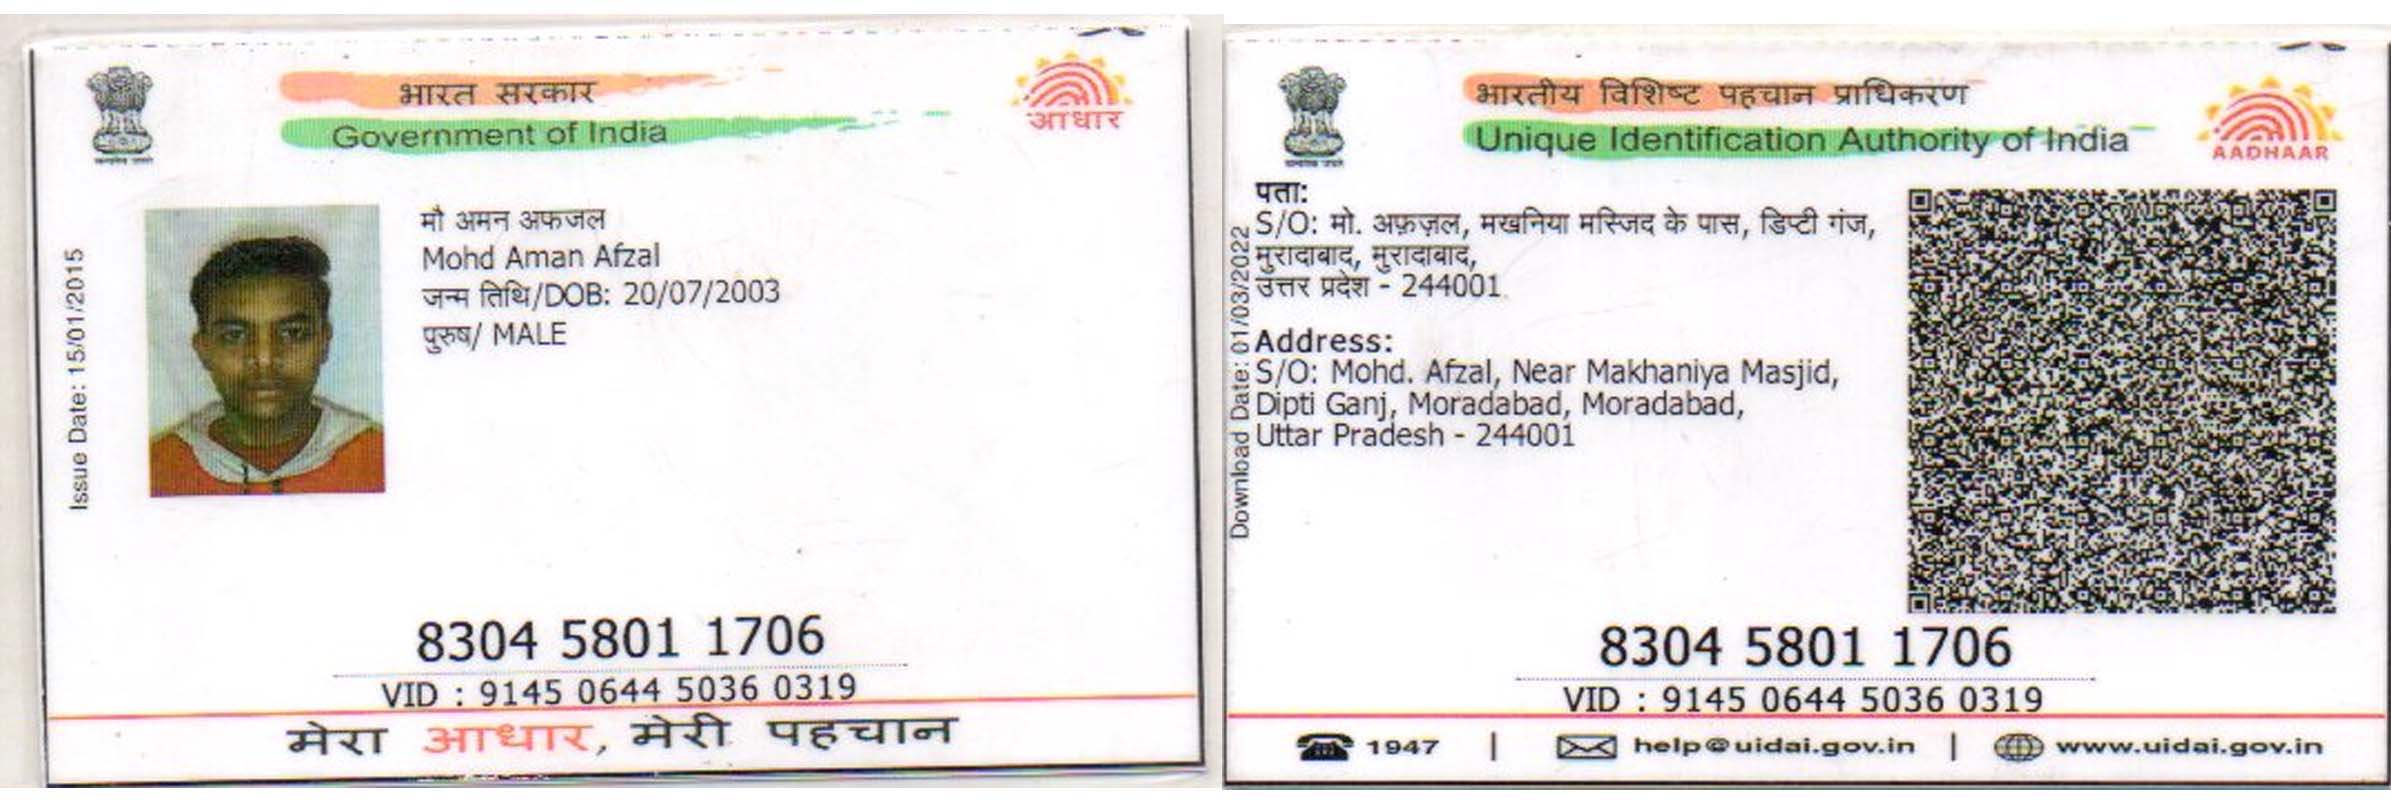 भारत सरकार
Government of India
आधार
Issue Date: 15/01/2015
मौ अमन अफजल
Mohd Aman Afzal
जन्म तिथि/DOB: 20/07/2003
पुरुष/ MALE
8304 5801 1706
VID : 9145 0644 5036 0319
मेरा आधार, मेरी पहचान
भारतीय विशिष्ट पहचान प्राधिकरण
Unique Identification Authority of India
AADHAAR
Download Date: 01/03/2022
पता:
S/O: मो. अफ़ज़ल, मखनिया मस्जिद के पास, डिप्टी गंज,
मुरादाबाद, मुरादाबाद,
उत्तर प्रदेश - 244001
Address:
S/O: Mohd. Afzal, Near Makhaniya Masjid,
Dipti Ganj, Moradabad, Moradabad,
Uttar Pradesh - 244001
8304 5801 1706
VID : 9145 0644 5036 0319
1947 | help@uidai.gov.in | www.uidai.gov.in